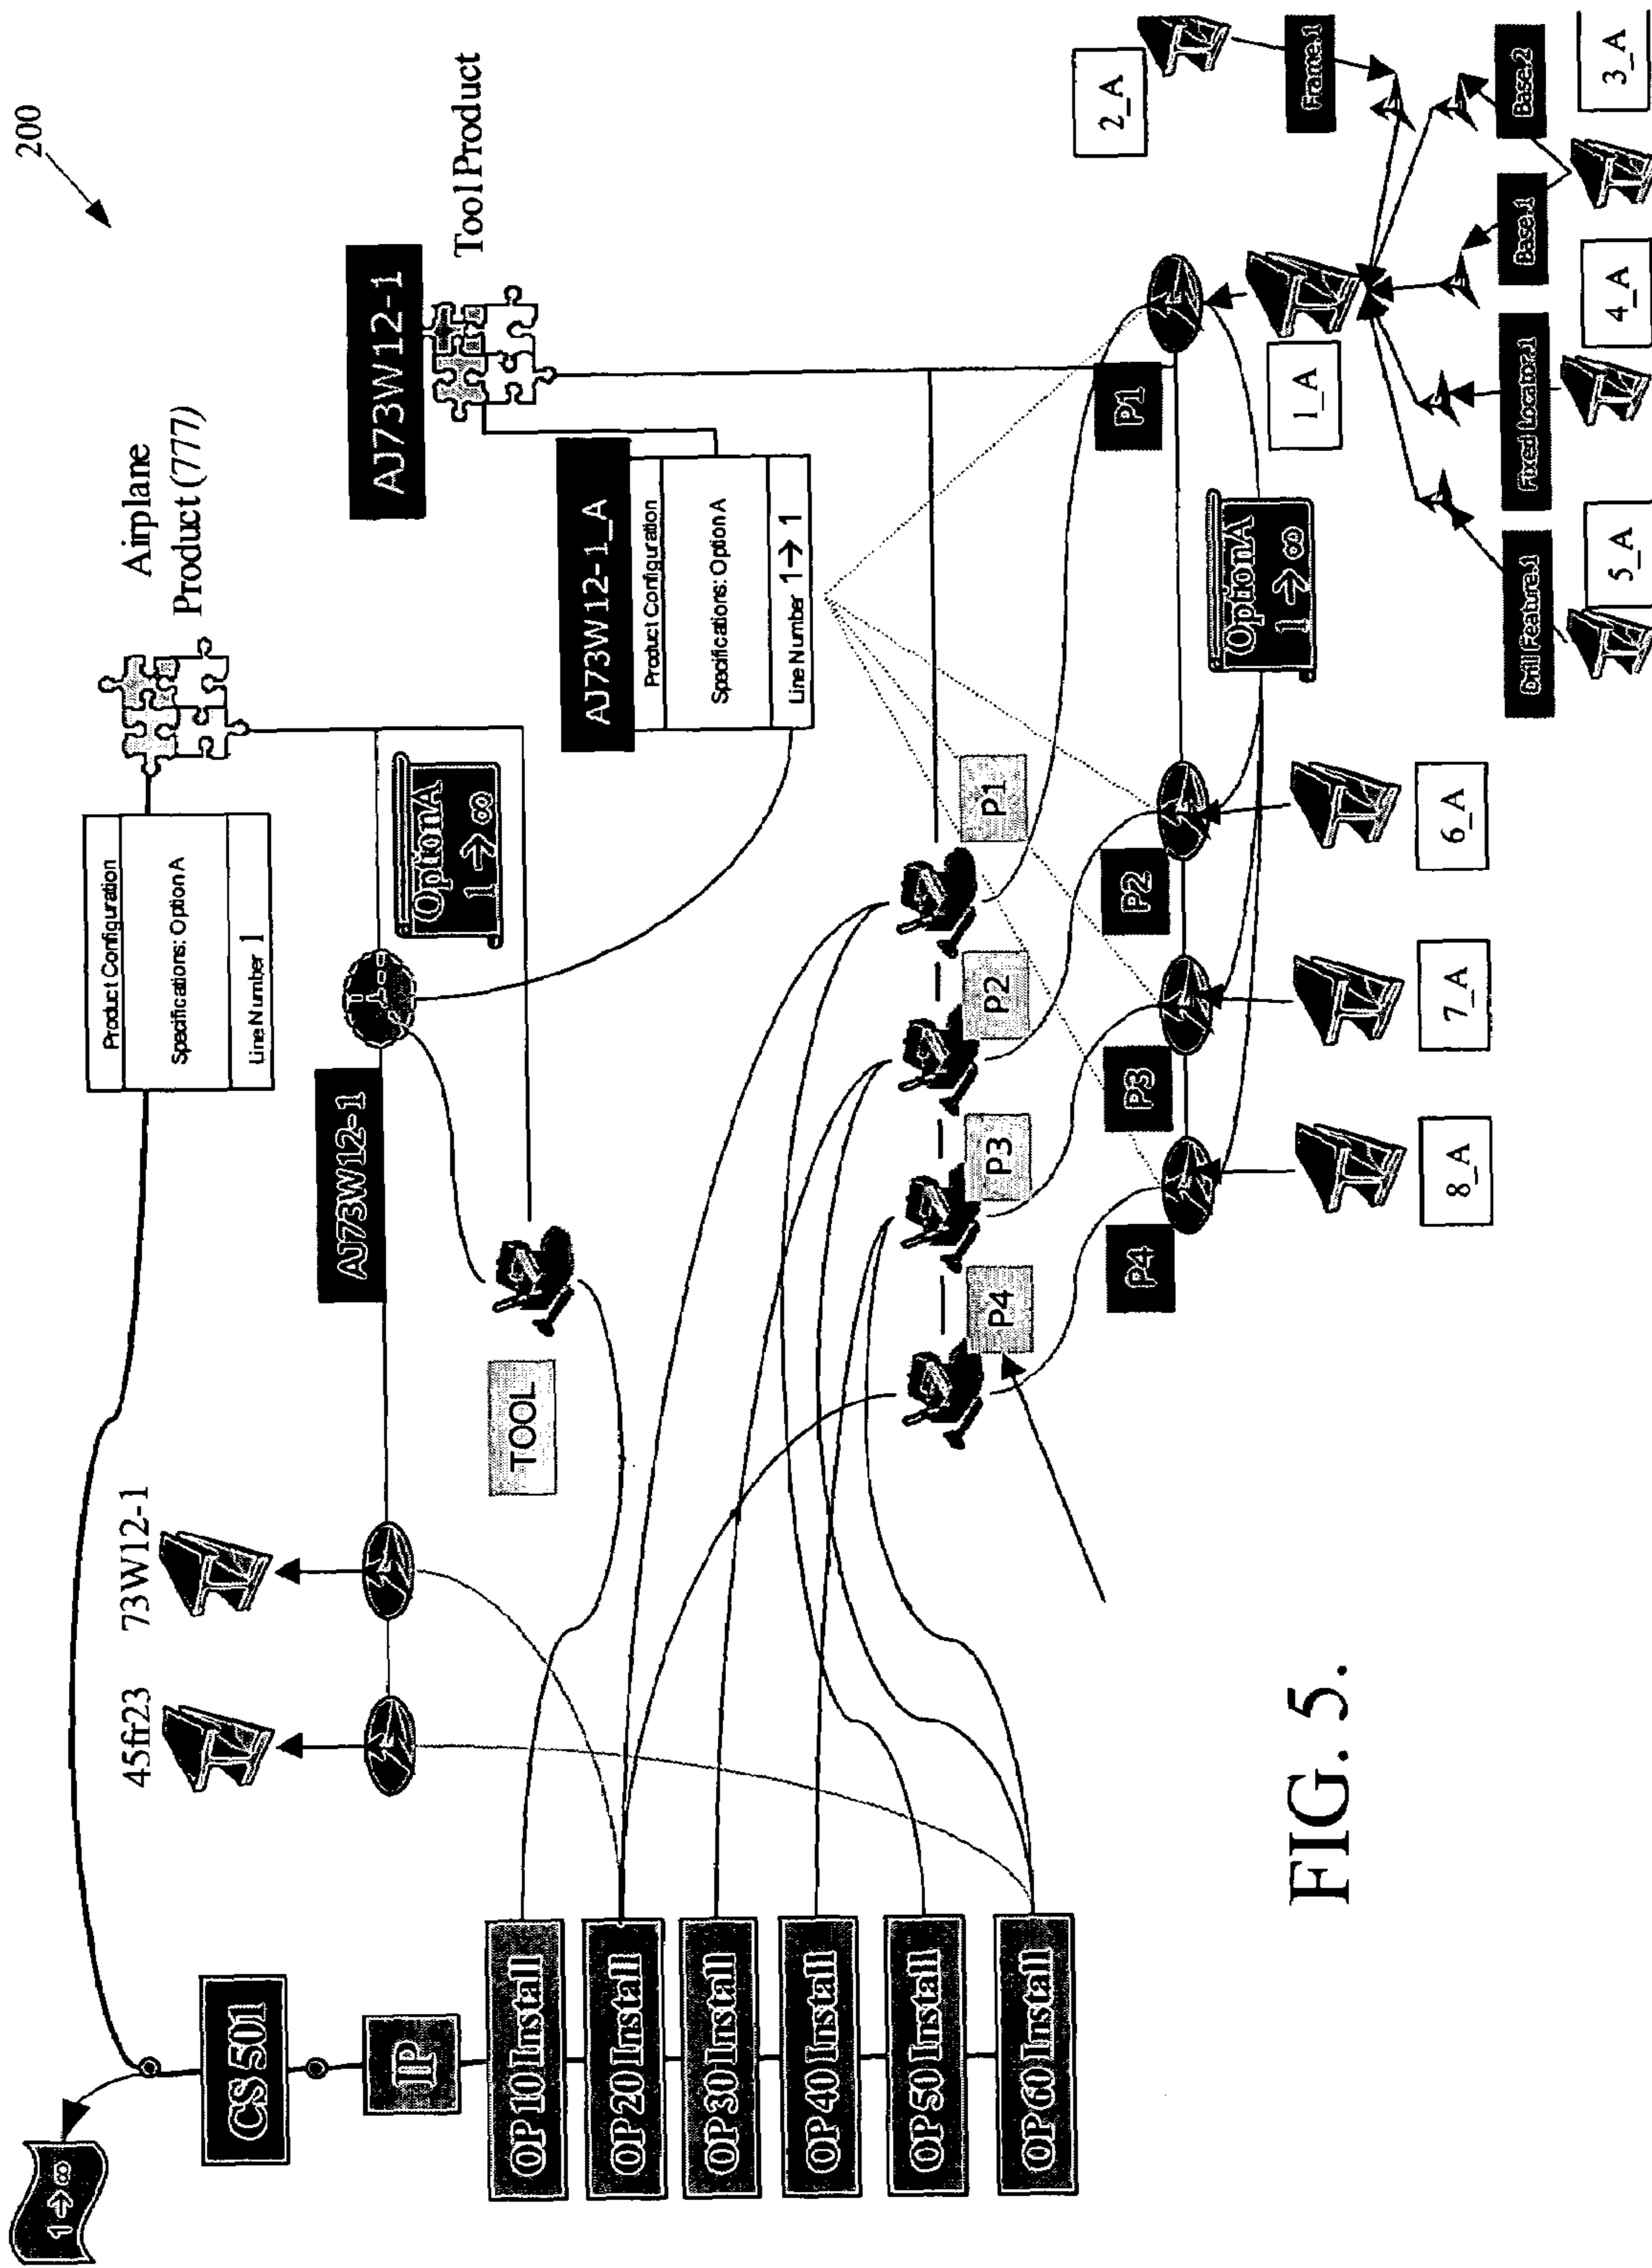 200
Airplane
Product (777)
Product Configuration
Specifications: Option A
Line Number 1
1→∞
CS 501
IP
OP 10 Install
OP 20 Install
OP 30 Install
OP 40 Install
OP 50 Install
OP 60 Install
45fr23
73W12-1
AJ73W12-1
OptionA
1→∞
TOOL
AJ73W12-1
Tool Product
AJ73W12-1_A
Product Configuration
Specifications: Option A
Line Number 1→1
P4
P3
P2
P1
P4
P3
P2
P1
OptionA
1→∞
8_A
7_A
6_A
1_A
2_A
Frame.1
Drill Feature.1
Fixed Locator.1
Base.1
Base.2
5_A
4_A
3_A
FIG. 5.